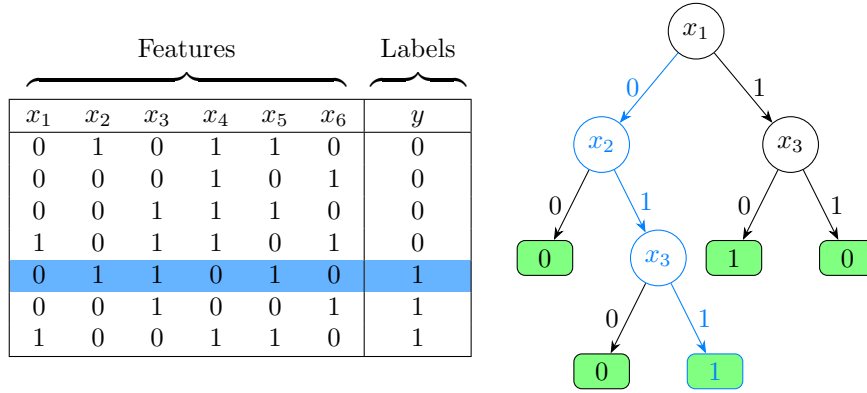 Features Labels
x₁ x₂ x₃ x₄ x₅ x₆ y
0 1 0 1 1 0 0
0 0 0 1 0 1 0
0 0 1 1 1 0 0
1 0 1 1 0 1 0
0 1 1 0 1 0 1
0 0 1 0 0 1 1
1 0 0 1 1 0 1
x₁
0 1
x₂ x₃
0 1 0 1
0 x₃ 1 0
0 1
0 1